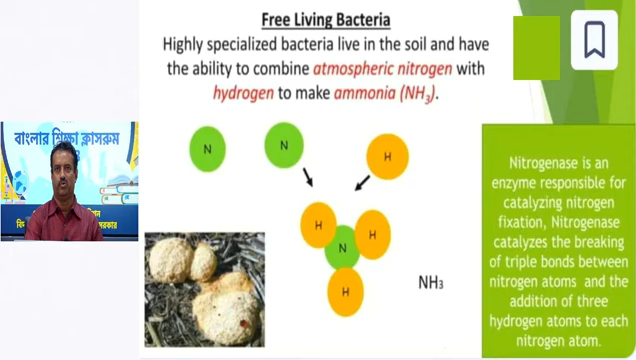 Free Living Bacteria
Highly specialized bacteria live in the soil and have
the ability to combine atmospheric nitrogen with
hydrogen to make ammonia (NH3).
N
N
H
H
H
N
H
NH3
বাংলার শিক্ষা ক্লাসরুম
Nitrogenase is an
enzyme responsible for
catalyzing nitrogen
fixation, Nitrogenase
catalyzes the breaking
of triple bonds between
nitrogen atoms and the
addition of three
hydrogen atoms to each
nitrogen atom.